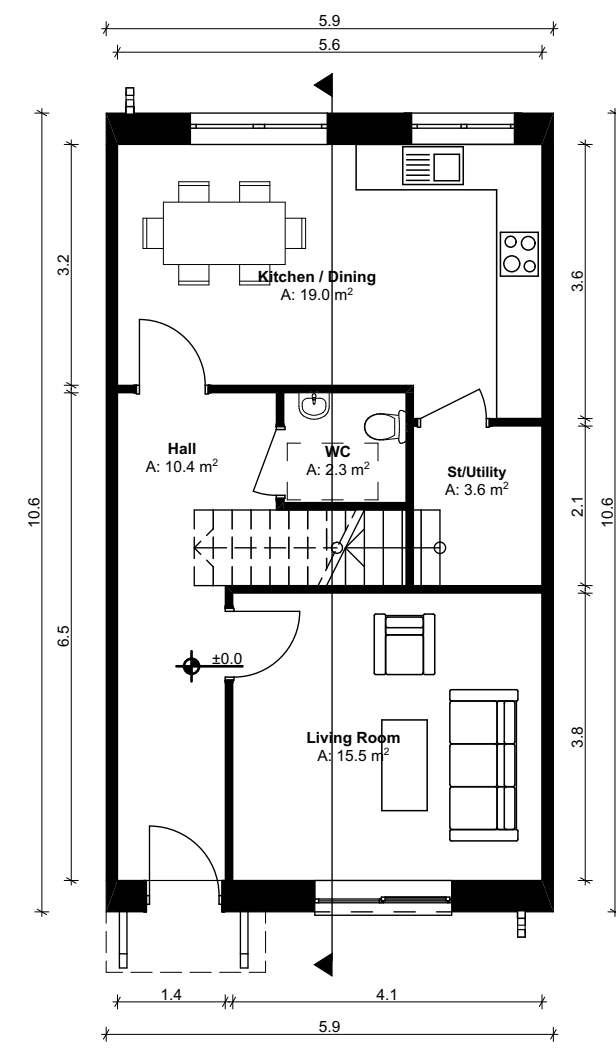 5.9
5.6
3.2
3.6
Kitchen / Dining
A: 19.0 m²
Hall
A: 10.4 m²
WC
A: 2.3 m²
St/Utility
A: 3.6 m²
10.6
2.1
10.6
6.5
±0.0
Living Room
A: 15.5 m²
3.8
1.4
4.1
5.9